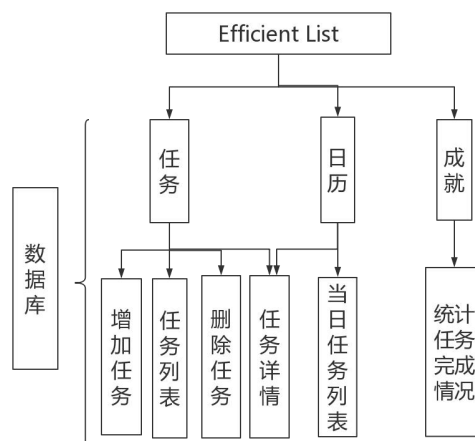 Efficient List
任务
日历
成就
数据库
增加任务
任务列表
删除任务
任务详情
当日任务列表
统计
任务
完成
情况